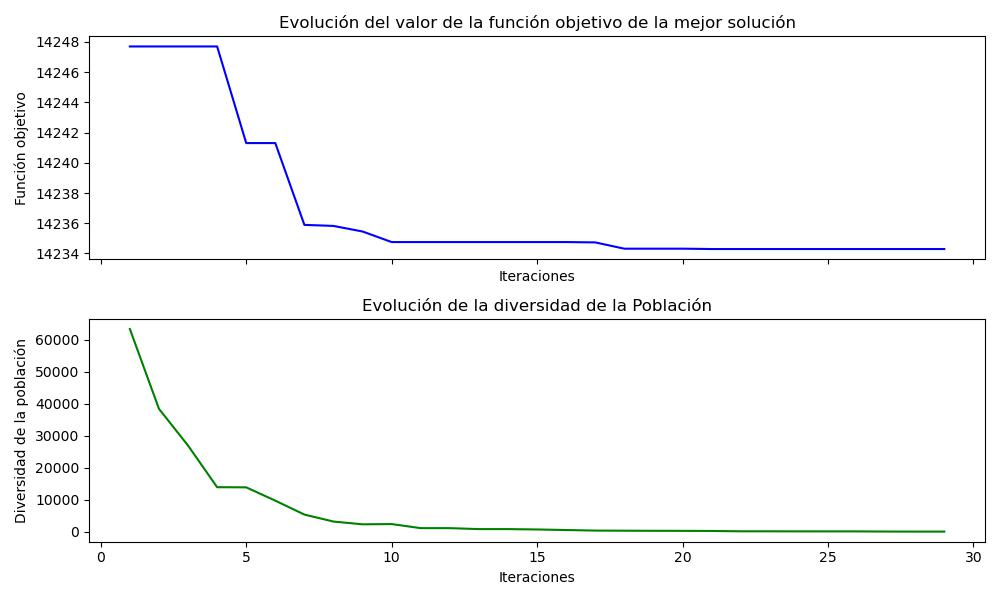 Evolución del valor de la función objetivo de la mejor solución
14248
14246
14244
14242
14240
14238
14236
14234
Función objetivo
Iteraciones
Evolución de la diversidad de la Población
60000
50000
40000
30000
20000
10000
0
Diversidad de la población
0 5 10 15 20 25 30
Iteraciones